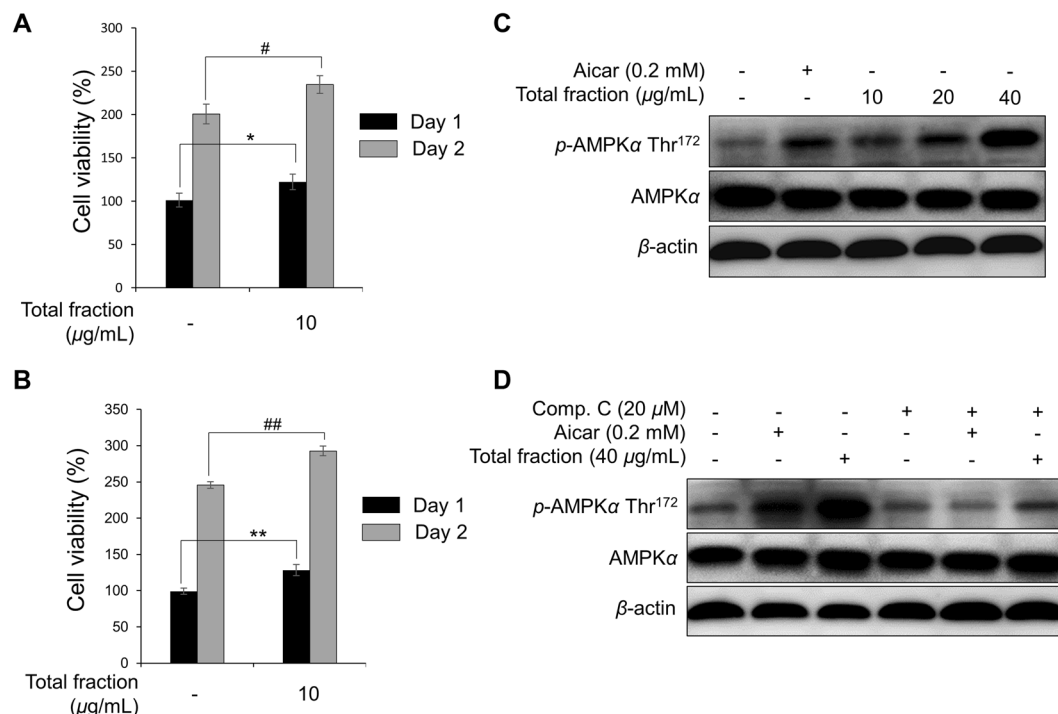 A
Cell viability (%)
300
250
200
150
100
50
0
#
*
Day 1
Day 2
Total fraction
(µg/mL)
- 10
B
Cell viability (%)
350
300
250
200
150
100
50
0
##
**
Day 1
Day 2
Total fraction
(µg/mL)
- 10
C
Aicar (0.2 mM) - + - - -
Total fraction (µg/mL) - - 10 20 40
p-AMPKα Thr¹⁷²
AMPKα
β-actin
D
Comp. C (20 µM) - - - + + +
Aicar (0.2 mM) - + - - + -
Total fraction (40 µg/mL) - - + - - +
p-AMPKα Thr¹⁷²
AMPKα
β-actin